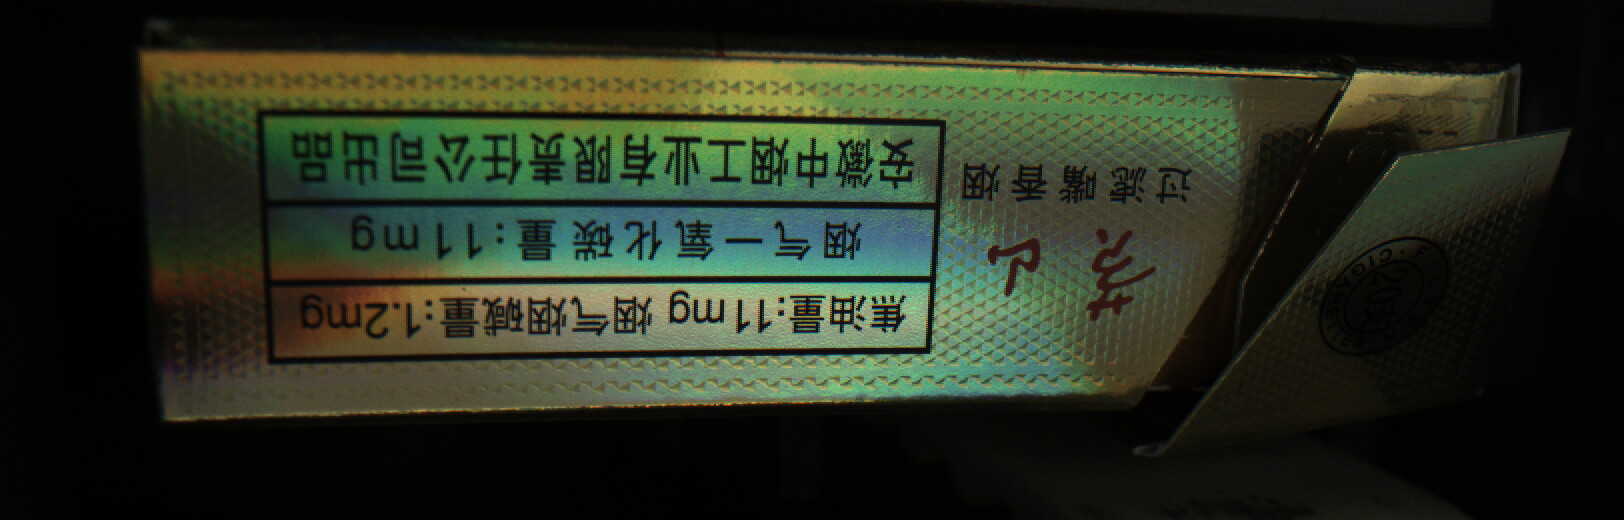 黄山
过滤嘴香烟
焦油量:11mg 烟气烟碱量:1.2mg
烟气一氧化碳量:11mg
安徽中烟工业有限责任公司出品